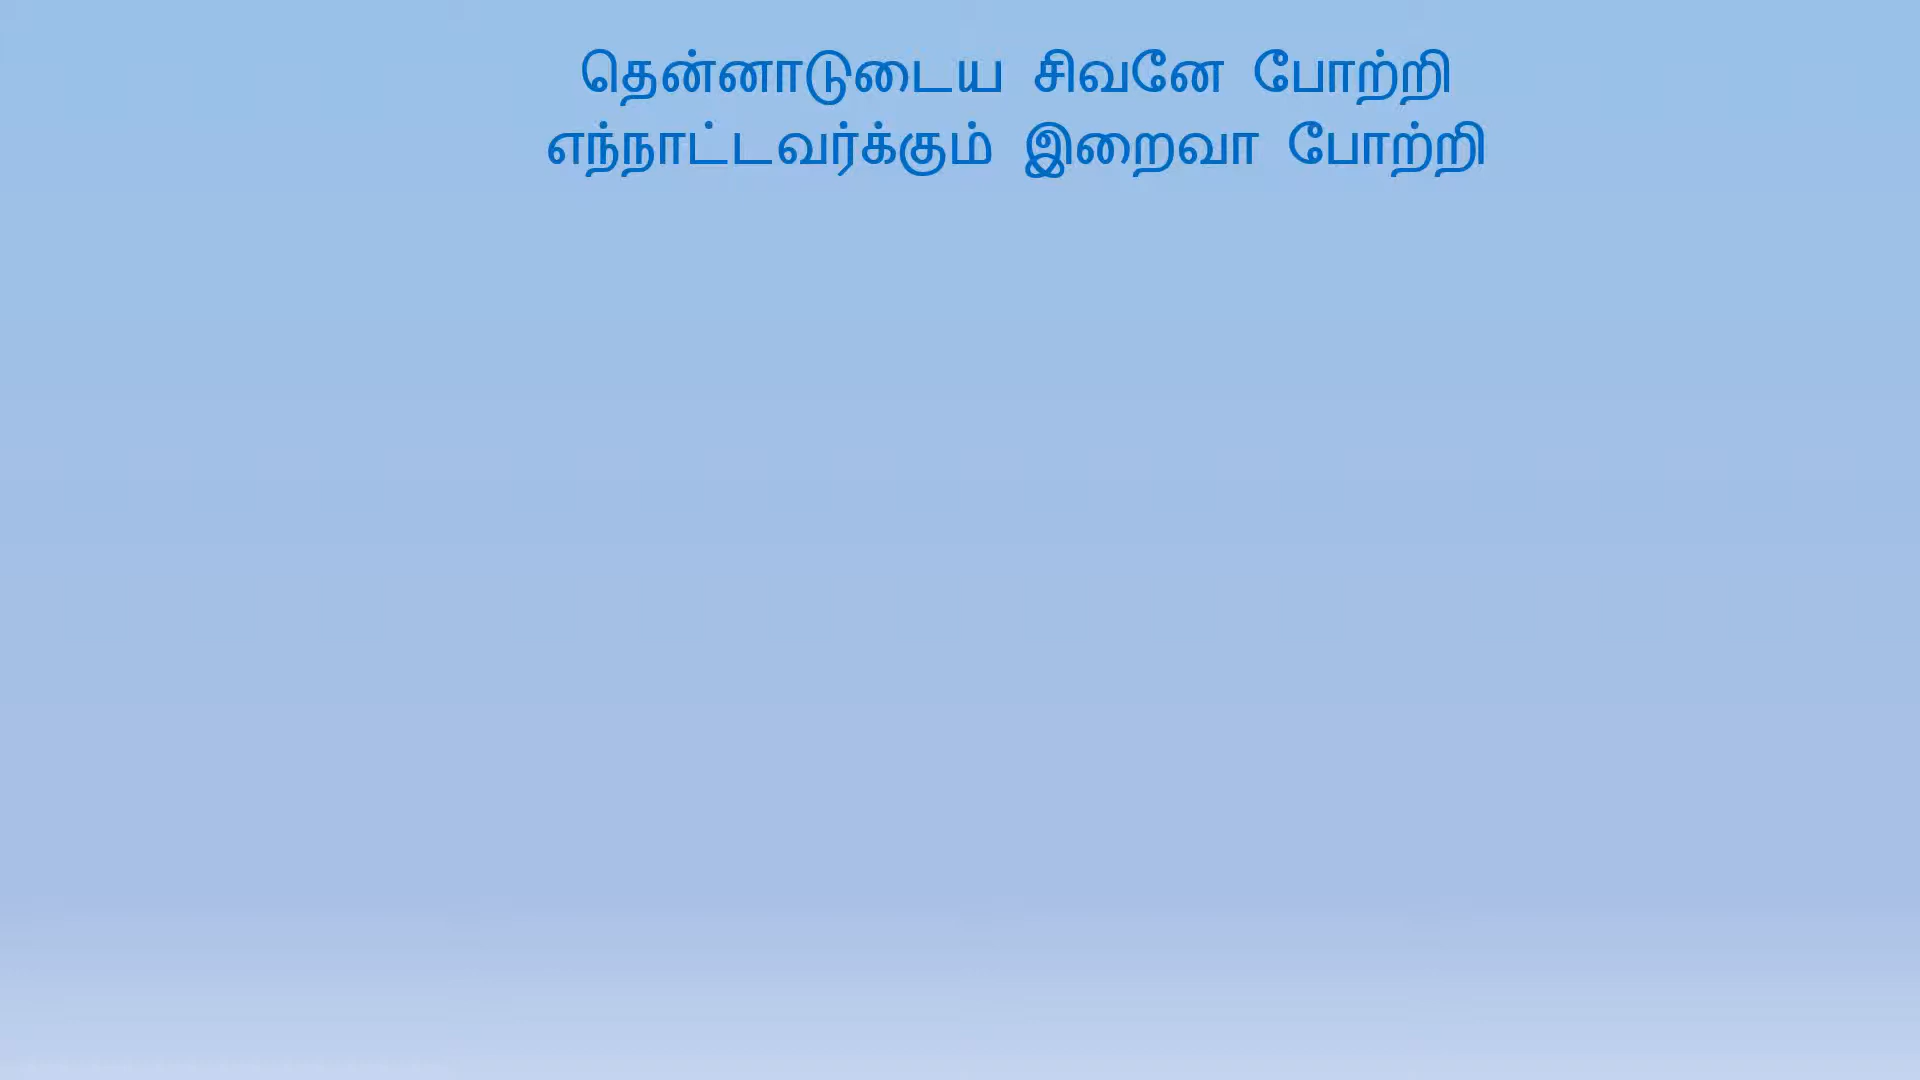 தென்னாடுடைய சிவனே போற்றி
எந்நாட்டவர்க்கும் இறைவா போற்றி